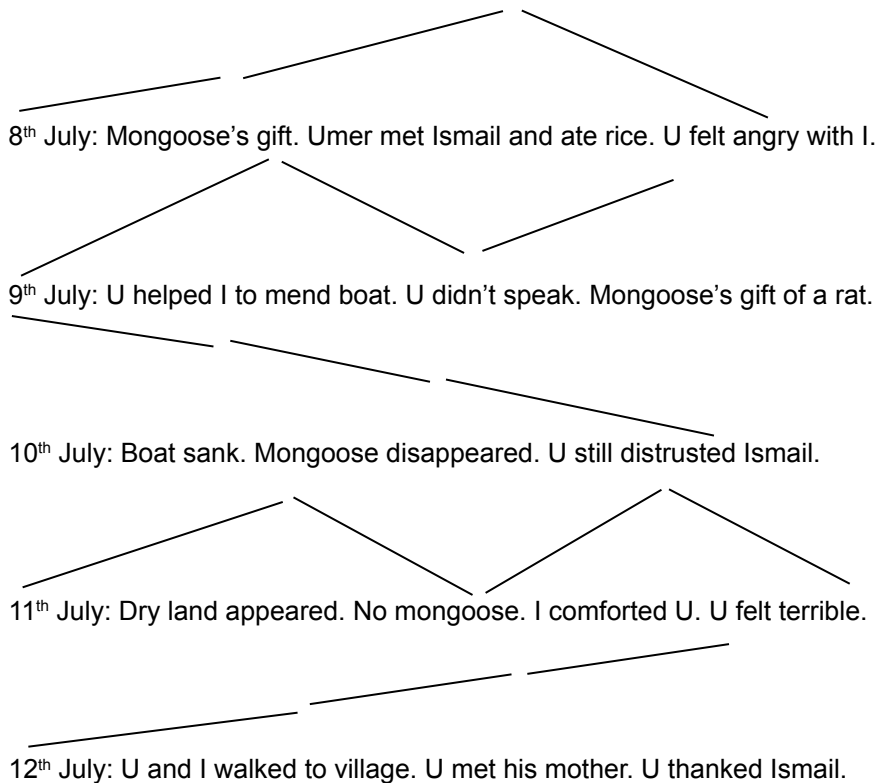 8th July: Mongoose’s gift. Umer met Ismail and ate rice. U felt angry with I.
9th July: U helped I to mend boat. U didn’t speak. Mongoose’s gift of a rat.
10th July: Boat sank. Mongoose disappeared. U still distrusted Ismail.
11th July: Dry land appeared. No mongoose. I comforted U. U felt terrible.
12th July: U and I walked to village. U met his mother. U thanked Ismail.